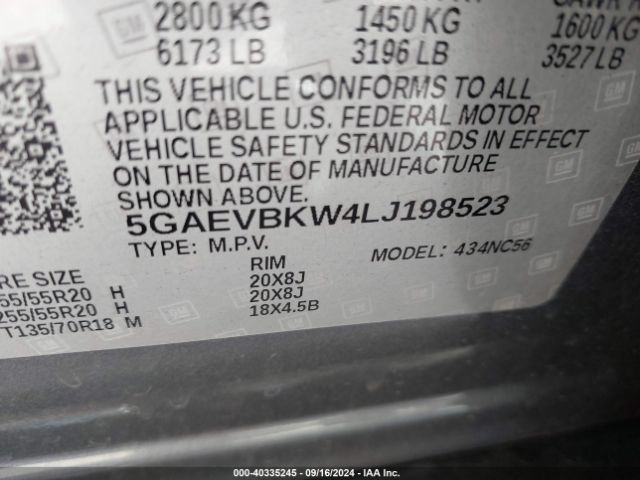 2800 KG 1450 KG 1600 KG
6173 LB 3196 LB 3527 LB
THIS VEHICLE CONFORMS TO ALL
APPLICABLE U.S. FEDERAL MOTOR
VEHICLE SAFETY STANDARDS IN EFFECT
ON THE DATE OF MANUFACTURE
SHOWN ABOVE.
5GAEVBKW4LJ198523
TYPE: M.P.V. MODEL: 434NC56
RE SIZE RIM
55/55R20 H 20X8J
255/55R20 H 20X8J
T135/70R18 M 18X4.5B
GM
000-40335245 - 09/16/2024 - IAA Inc.